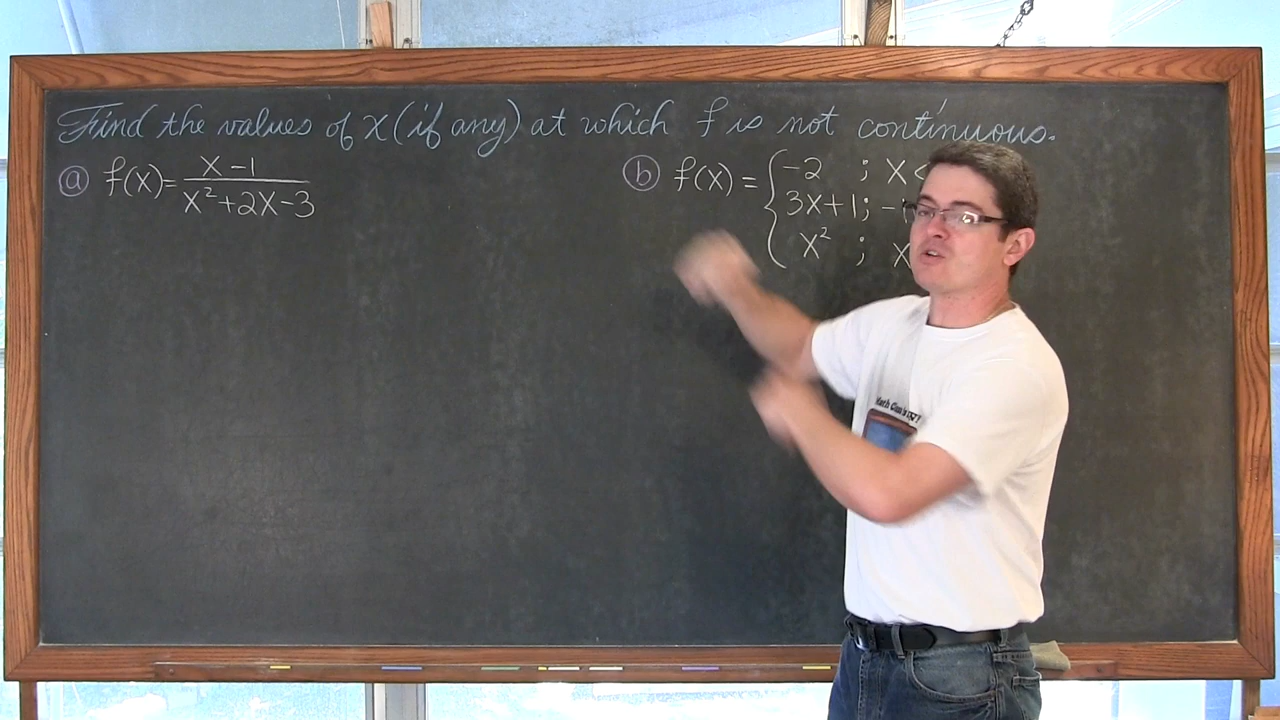 Find the values of x (if any) at which f is not continuous.
ⓐ f(x) = (x - 1)/(x² + 2x - 3)
ⓑ f(x) = { -2 ; x <
3x + 1 ; -1
x² ; x